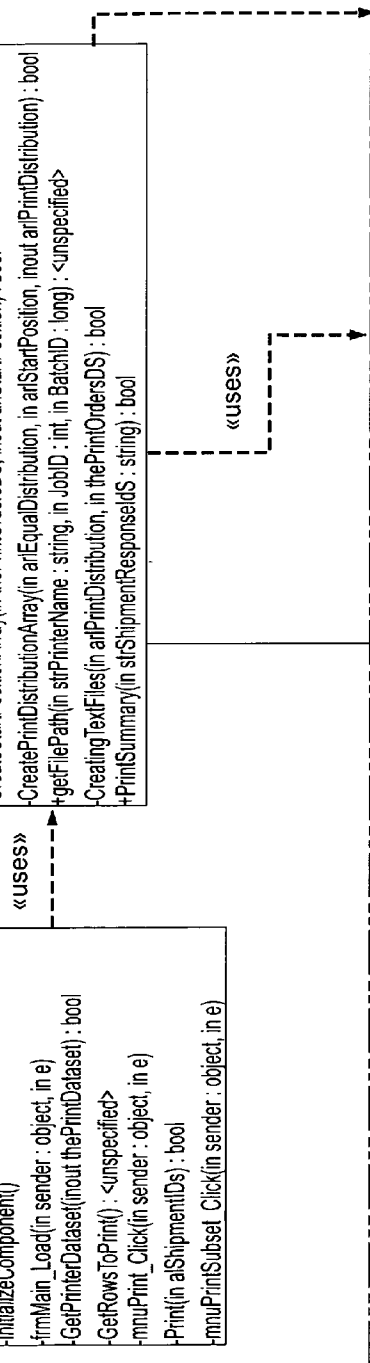 -InitializeComponent()
-frmMain_Load(in sender : object, in e)
-GetPrinterDataset(inout thePrintDataset) : bool
-GetRowsToPrint() : <unspecified>
-mnuPrint_Click(in sender : object, in e)
-Print(in alShipmentIDs) : bool
-mnuPrintSubset_Click(in sender : object, in e)
«uses»
-CreatePrintDistributionArray(in arlEqualDistribution, in arlStartPosition, inout arlPrintDistribution) : bool
+getFilePath(in strPrinterName : string, in JobID : int, in BatchID : long) : <unspecified>
-CreatingTextFiles(in arlPrintDistribution, in thePrintOrdersDS) : bool
+PrintSummary(in strShipmentResponseIdS : string) : bool
«uses»